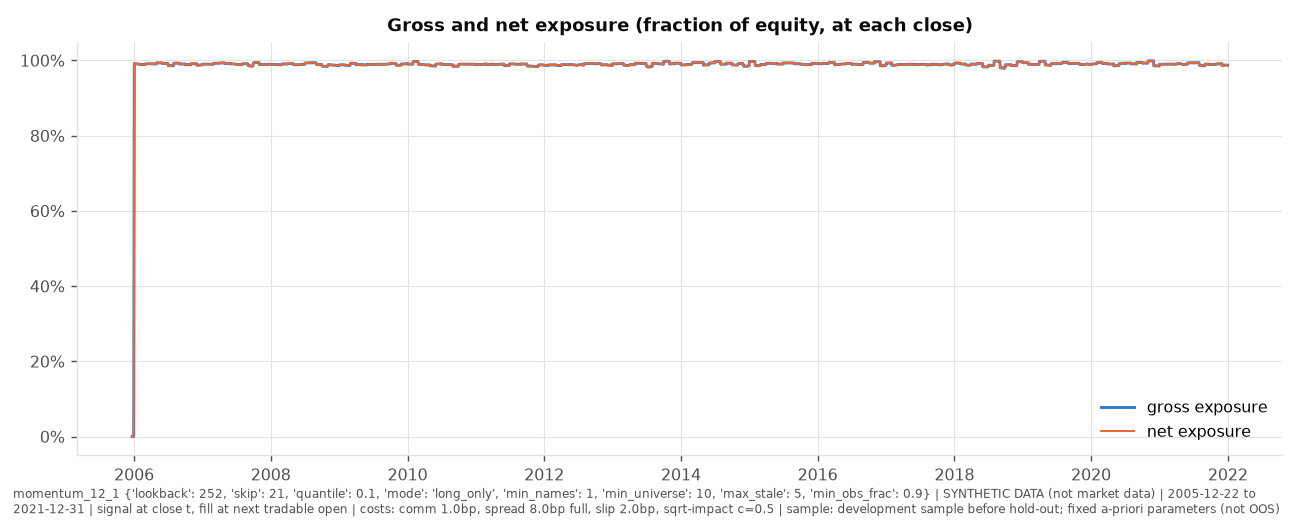 Gross and net exposure (fraction of equity, at each close)
100%
80%
60%
40%
20%
0%
gross exposure
net exposure
2006 2008 2010 2012 2014 2016 2018 2020 2022
momentum_12_1 {'lookback': 252, 'skip': 21, 'quantile': 0.1, 'mode': 'long_only', 'min_names': 1, 'min_universe': 10, 'max_stale': 5, 'min_obs_frac': 0.9} | SYNTHETIC DATA (not market data) | 2005-12-22 to
2021-12-31 | signal at close t, fill at next tradable open | costs: comm 1.0bp, spread 8.0bp full, slip 2.0bp, sqrt-impact c=0.5 | sample: development sample before hold-out; fixed a-priori parameters (not OOS)